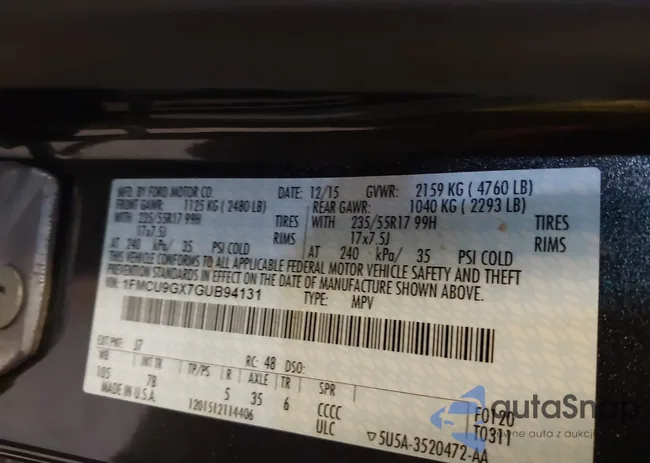 MFD. BY FORD MOTOR CO. DATE: 12/15 GVWR: 2159 KG ( 4760 LB)
FRONT GAWR: 1125 KG ( 2480 LB) REAR GAWR: 1040 KG ( 2293 LB)
WITH 235/55R17 99H TIRES WITH 235/55R17 99H TIRES
17x7.5J RIMS 17x7.5J RIMS
AT 240 kPa/ 35 PSI COLD AT 240 kPa/ 35 PSI COLD
THIS VEHICLE CONFORMS TO ALL APPLICABLE FEDERAL MOTOR VEHICLE SAFETY AND THEFT
PREVENTION STANDARDS IN EFFECT ON THE DATE OF MANUFACTURE SHOWN ABOVE.
VIN: 1FMCU9GX7GUB94131 TYPE: MPV
EXT PNT: J7 RC: 48 DSO:
WB INT TR TP/PS R AXLE TR SPR
105 78 5 35 6 CCCC
MADE IN U.S.A. 1201512114406 ULC
F0120
T0311
5U5A-3520472-AA
autaSnap